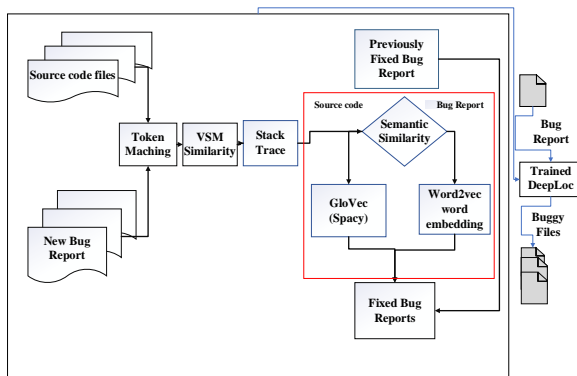 Source code files
New Bug
Report
Token
Maching
VSM
Similarity
Stack
Trace
Previously
Fixed Bug
Report
Source code
Bug Report
Semantic
Similarity
GloVec
(Spacy)
Word2vec
word
embedding
Fixed Bug
Reports
Bug
Report
Trained
DeepLoc
Buggy
Files